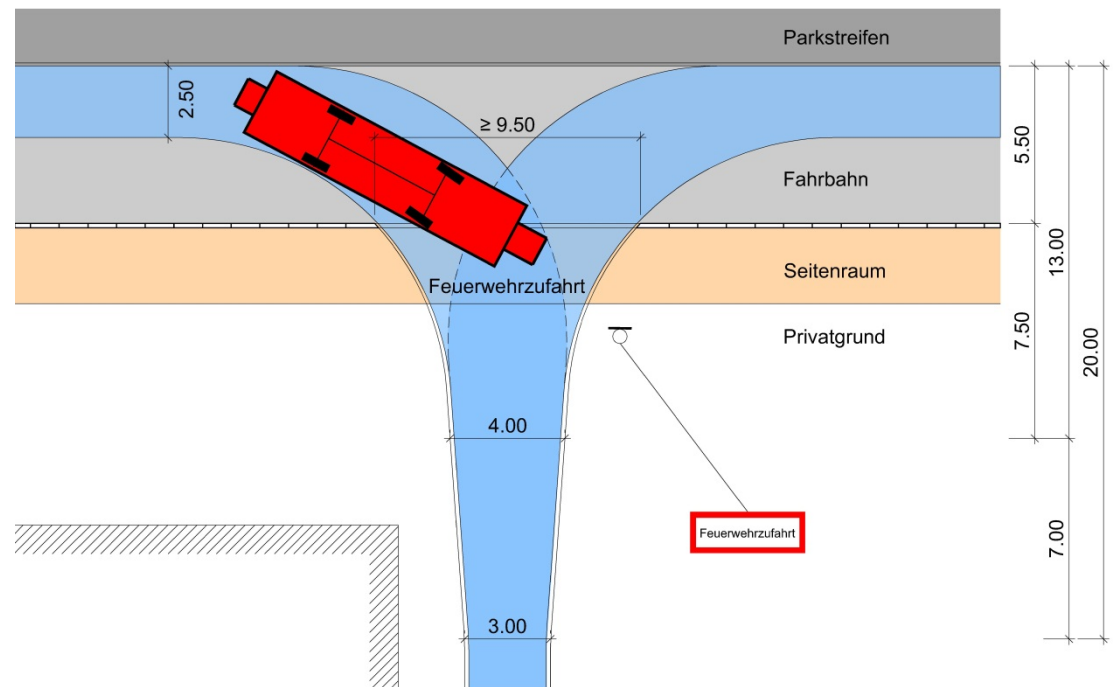 Parkstreifen
2.50
≥ 9.50
5.50
Fahrbahn
13.00
Seitenraum
Feuerwehrzufahrt
7.50
20.00
Privatgrund
4.00
Feuerwehrzufahrt
7.00
3.00